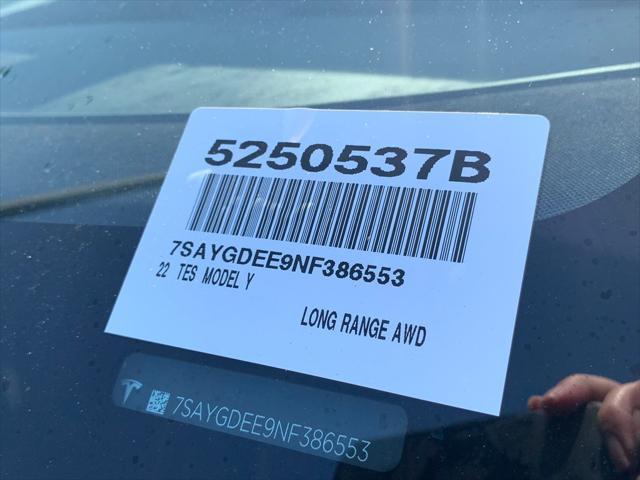 5250537B
7SAYGDEE9NF386553
22 TES MODEL Y
LONG RANGE AWD
7SAYGDEE9NF386553